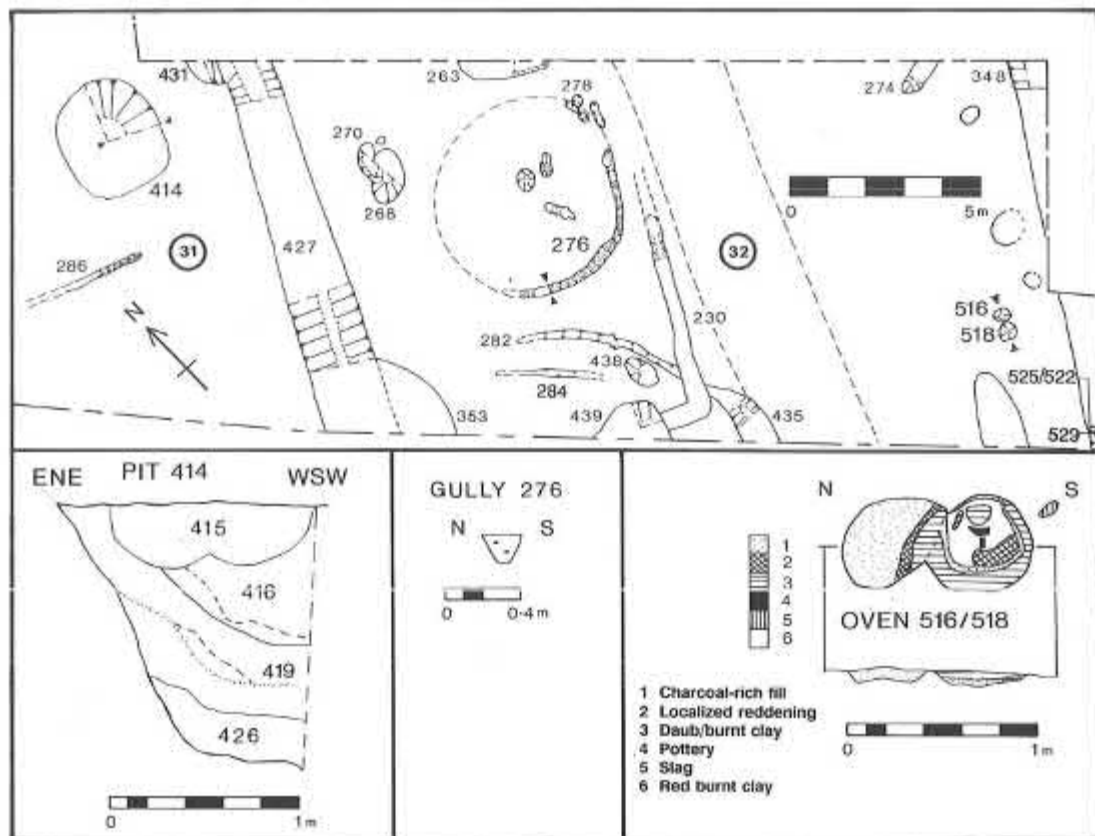 431
263
278
274
348
270
414
268
276
31
427
32
286
N
230
516
518
282
438
284
525/522
353
439
435
529
0
5m
ENE PIT 414 WSW
415
416
419
426
0 1m
GULLY 276
N S
0 0·4m
N S
1
2
3
4
5
6
OVEN 516/518
1 Charcoal-rich fill
2 Localized reddening
3 Daub/burnt clay
4 Pottery
5 Slag
6 Red burnt clay
0 1m